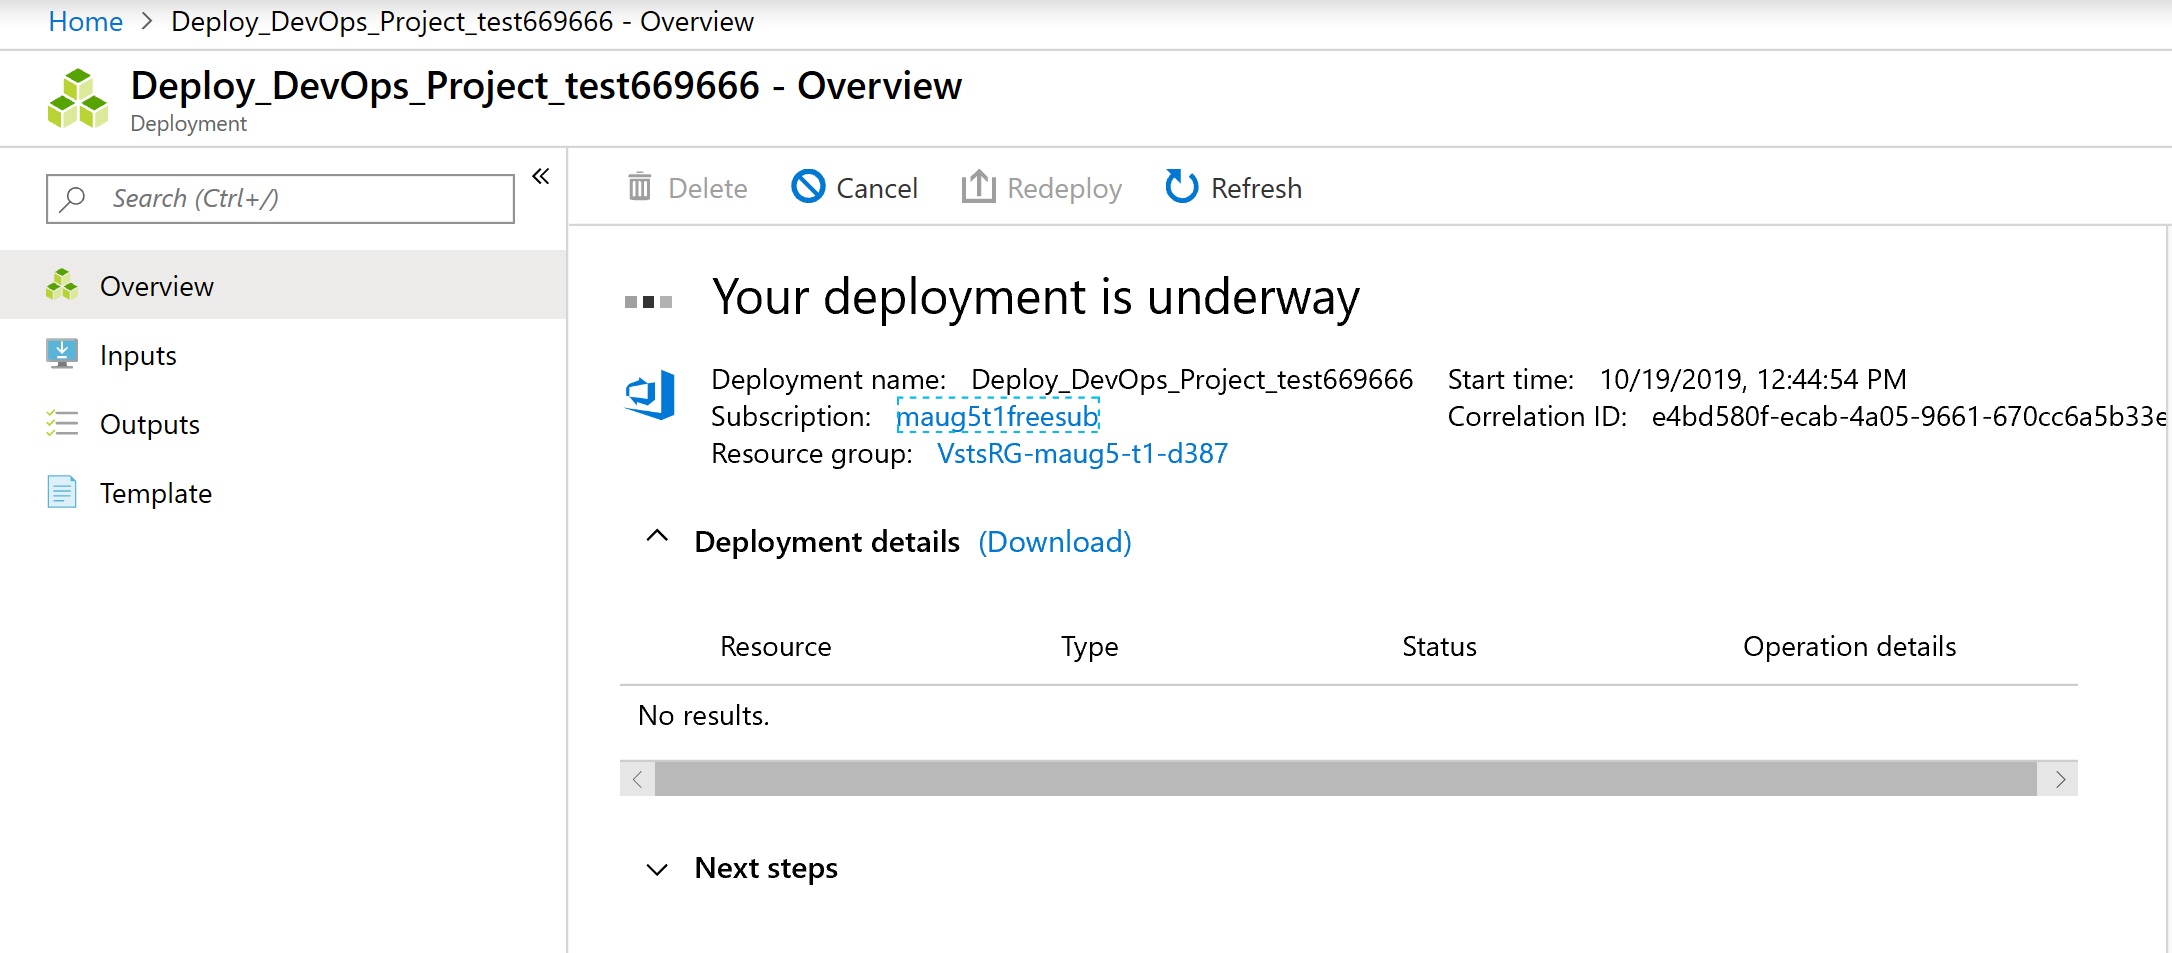 Home > Deploy_DevOps_Project_test669666 - Overview
Deploy_DevOps_Project_test669666 - Overview
Deployment
Search (Ctrl+/)
«
Overview
Inputs
Outputs
Template
Delete Cancel Redeploy Refresh
Your deployment is underway
Deployment name: Deploy_DevOps_Project_test669666 Start time: 10/19/2019, 12:44:54 PM
Subscription: maug5t1freesub Correlation ID: e4bd580f-ecab-4a05-9661-670cc6a5b33e
Resource group: VstsRG-maug5-t1-d387
Deployment details (Download)
Resource Type Status Operation details
No results.
Next steps